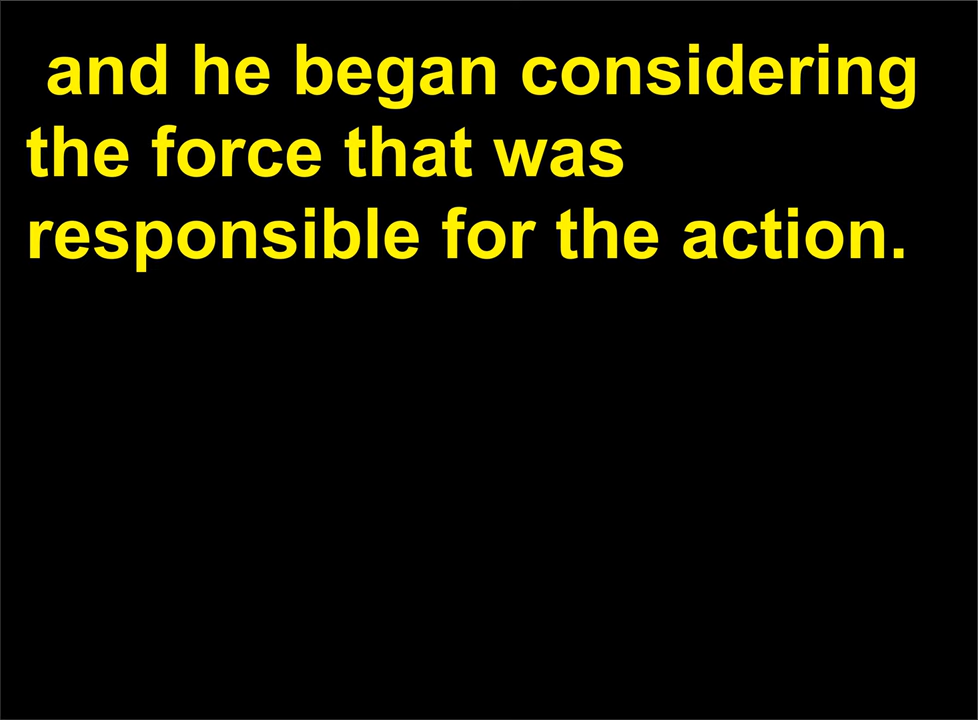 and he began considering
the force that was
responsible for the action.